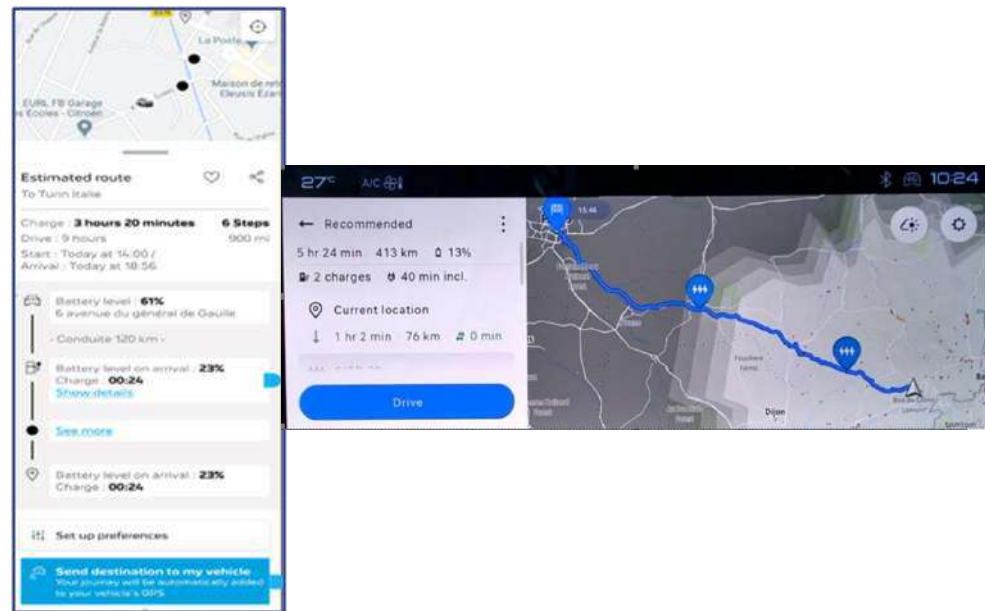 La Poste
Maison de
Eleusis Ezan
EURL FB Garage
Ecoles - Citroën
Estimated route
To Turin Italie
Charge : 3 hours 20 minutes 6 Steps
Drive : 9 hours 900 mi
Start : Today at 14:00 /
Arrival : Today at 18:56
Battery level : 61%
6 avenue du général de Gaulle
- Conduite 120 km -
Battery level on arrival : 23%
Charge : 00:24
Show details
See more
Battery level on arrival : 23%
Charge : 00:24
Set up preferences
Send destination to my vehicle
Your journey will be automatically added
to your vehicle's GPS
27°C A/C 10:24
Recommended
5 hr 24 min 413 km 13%
2 charges 40 min incl.
Current location
1 hr 2 min 76 km 0 min
Drive
15:46
Dijon
tomtom